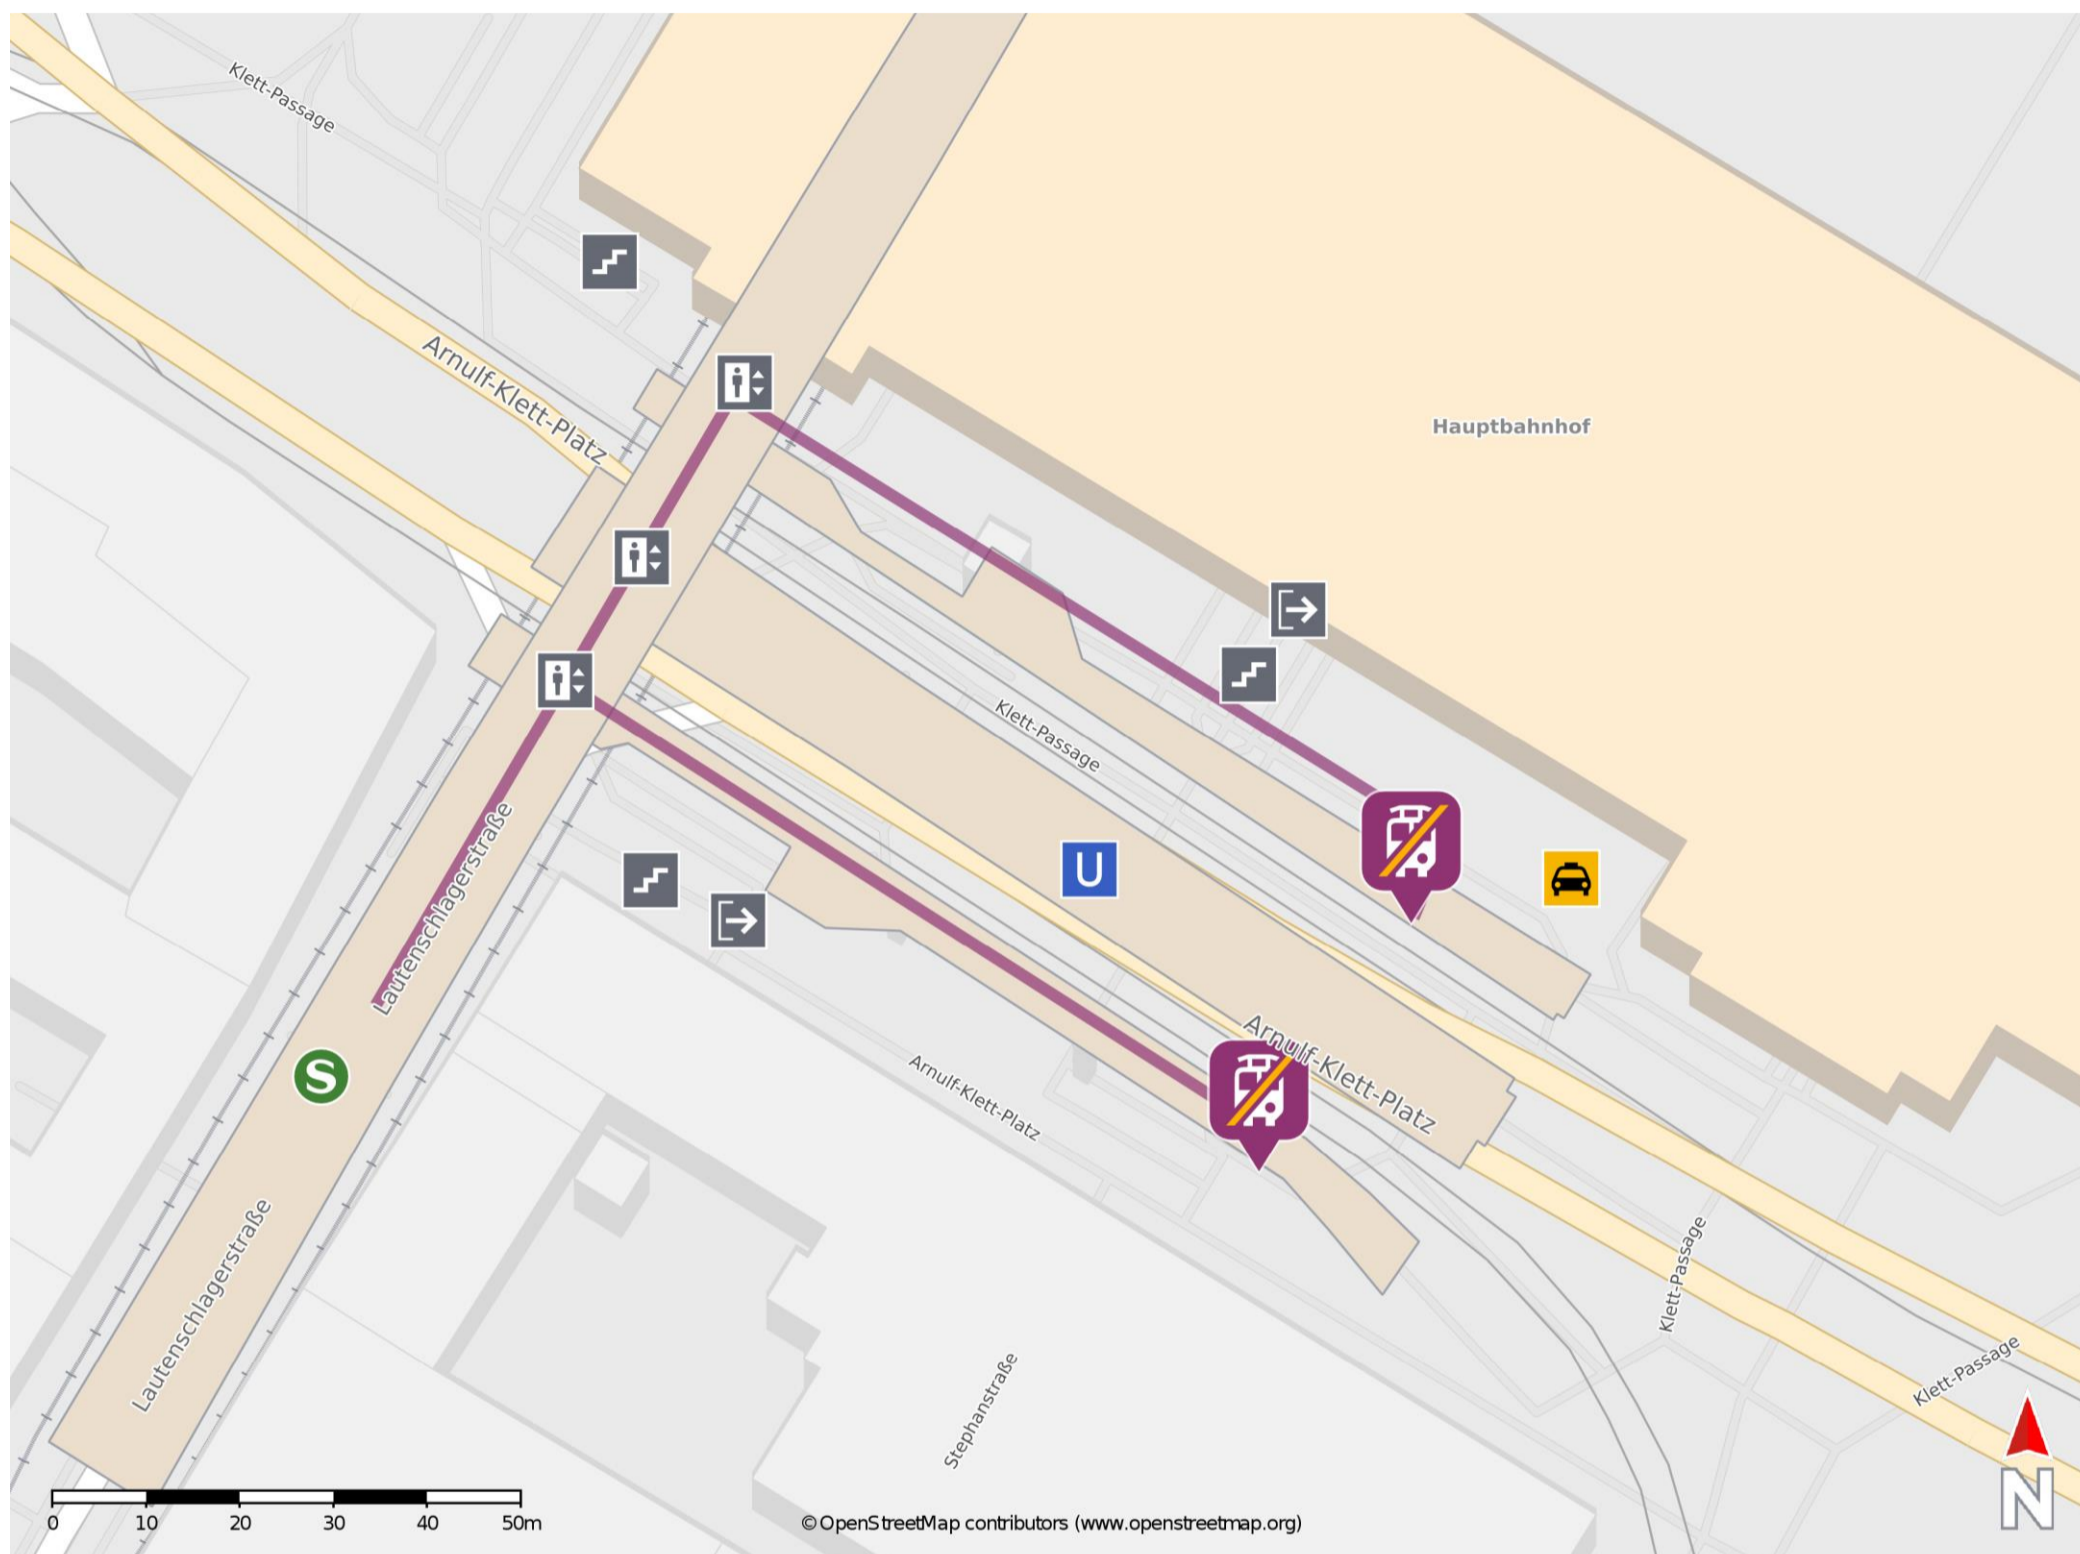 Klett-Passage
Arnulf-Klett-Platz
Hauptbahnhof
Klett-Passage
Lautenschlagerstraße
U
Arnulf-Klett-Platz
Arnulf-Klett-Platz
S
Lautenschlagerstraße
Klett-Passage
Klett-Passage
Stephanstraße
N
0 10 20 30 40 50m
© OpenStreetMap contributors (www.openstreetmap.org)